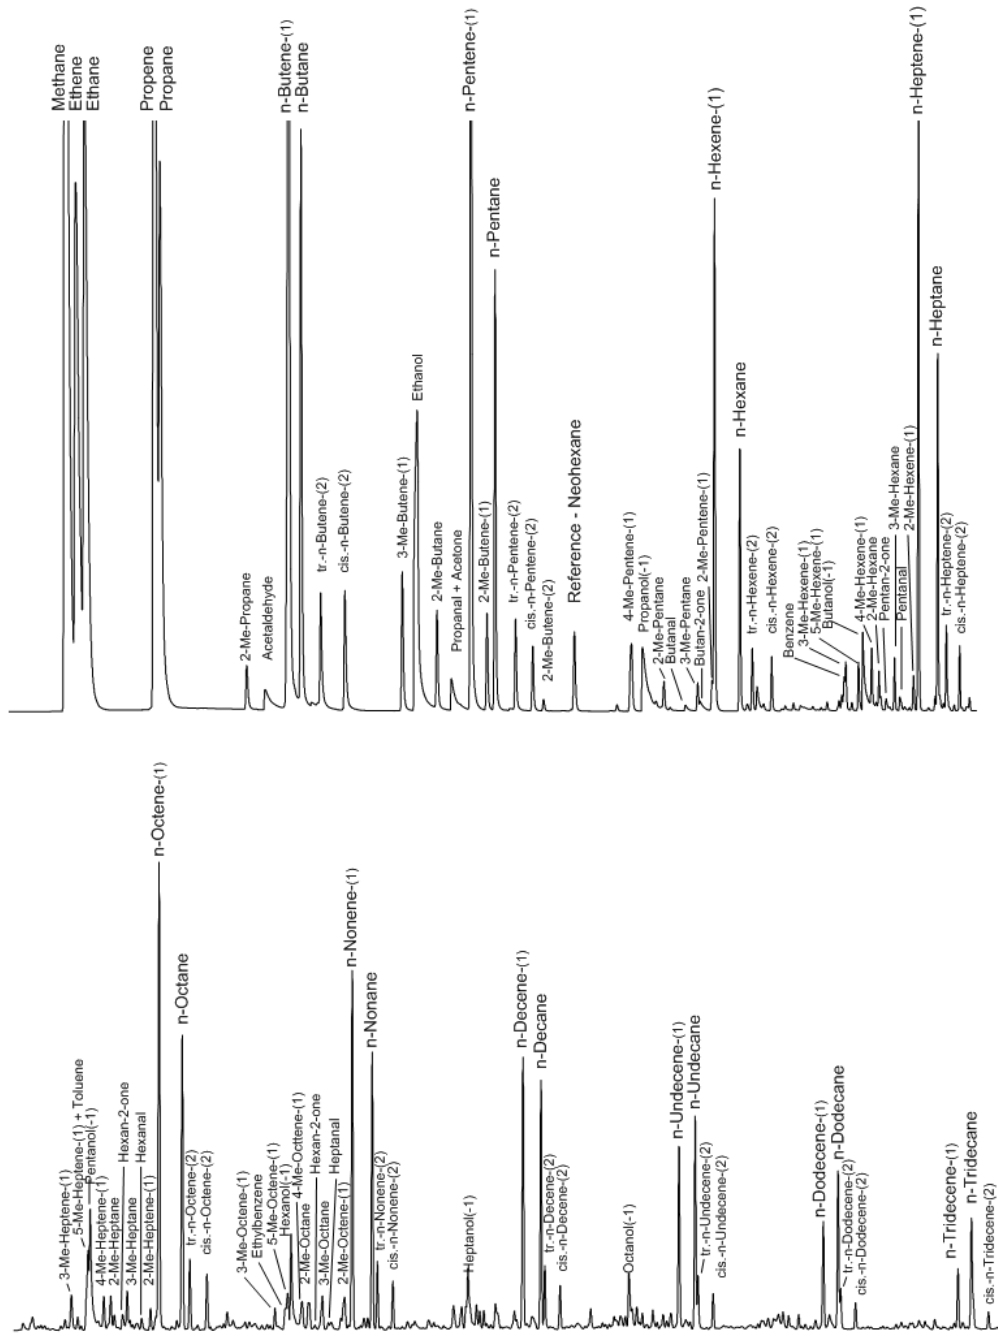 Methane
Ethene
Ethane
Propene
Propane
2-Me-Propane
Acetaldehyde
n-Butene-(1)
n-Butane
tr.-n-Butene-(2)
cis.-n-Butene-(2)
3-Me-Butene-(1)
Ethanol
2-Me-Butane
Propanal + Acetone
n-Pentene-(1)
2-Me-Butene-(1)
n-Pentane
tr.-n-Pentene-(2)
cis.-n-Pentene-(2)
2-Me-Butene-(2)
Reference - Neohexane
4-Me-Pentene-(1)
Propanol(-1)
2-Me-Pentane
Butanal
3-Me-Pentane
Butan-2-one
2-Me-Pentene-(1)
n-Hexene-(1)
n-Hexane
tr.-n-Hexene-(2)
cis.-n-Hexene-(2)
Benzene
3-Me-Hexene-(1)
5-Me-Hexene-(1)
Butanol(-1)
4-Me-Hexene-(1)
2-Me-Hexane
Pentan-2-one
3-Me-Hexane
Pentanal
2-Me-Hexene-(1)
n-Heptene-(1)
n-Heptane
tr.-n-Heptene-(2)
cis.-n-Heptene-(2)
3-Me-Heptene-(1)
5-Me-Heptene-(1) + Toluene
Pentanol(-1)
4-Me-Heptene-(1)
2-Me-Heptane
Hexan-2-one
3-Me-Heptane
Hexanal
2-Me-Heptene-(1)
n-Octene-(1)
n-Octane
tr.-n-Octene-(2)
cis.-n-Octene-(2)
3-Me-Octene-(1)
Ethylbenzene
5-Me-Octene-(1)
Hexanol(-1)
4-Me-Octtene-(1)
2-Me-Octane
Hexan-2-one
3-Me-Octtane
Heptanal
2-Me-Octene-(1)
n-Nonene-(1)
n-Nonane
tr.-n-Nonene-(2)
cis.-n-Nonene-(2)
Heptanol(-1)
n-Decene-(1)
n-Decane
tr.-n-Decene-(2)
cis.-n-Decene-(2)
Octanol(-1)
n-Undecene-(1)
n-Undecane
tr.-n-Undecene-(2)
cis.-n-Undecene-(2)
n-Dodecene-(1)
n-Dodecane
tr.-n-Dodecene-(2)
cis.-n-Dodecene-(2)
n-Tridecene-(1)
n-Tridecane
cis.-n-Tridecene-(2)